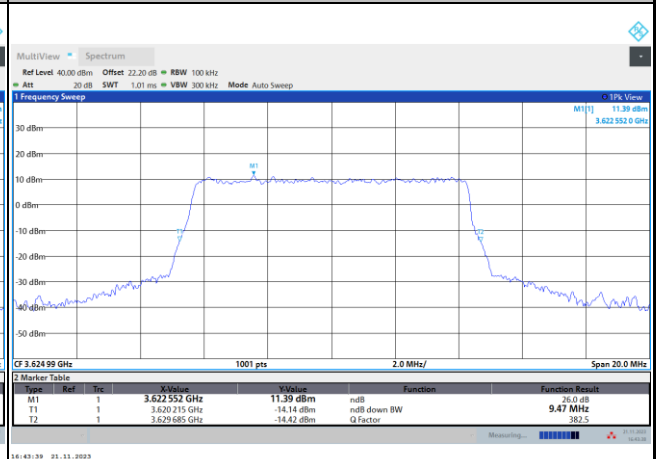 MultiView Spectrum
Ref Level 40.00 dBm Offset 22.20 dB RBW 100 kHz
Att 20 dB SWT 1.01 ms VBW 300 kHz Mode Auto Sweep
1 Frequency Sweep 1Pk View
M1[1] 11.39 dBm
3.622 552 0 GHz
30 dBm
20 dBm
M1
10 dBm
0 dBm
-10 dBm
T1 T2
-20 dBm
-30 dBm
-40 dBm
-50 dBm
CF 3.624 99 GHz 1001 pts 2.0 MHz/ Span 20.0 MHz
2 Marker Table
Type Ref Trc X-Value Y-Value Function Function Result
M1 1 3.622 552 GHz 11.39 dBm ndB 26.0 dB
T1 1 3.620 215 GHz -14.14 dBm ndB down BW 9.47 MHz
T2 1 3.629 685 GHz -14.42 dBm Q Factor 382.5
Measuring... 21.11.2023
16:43:39 21.11.2023